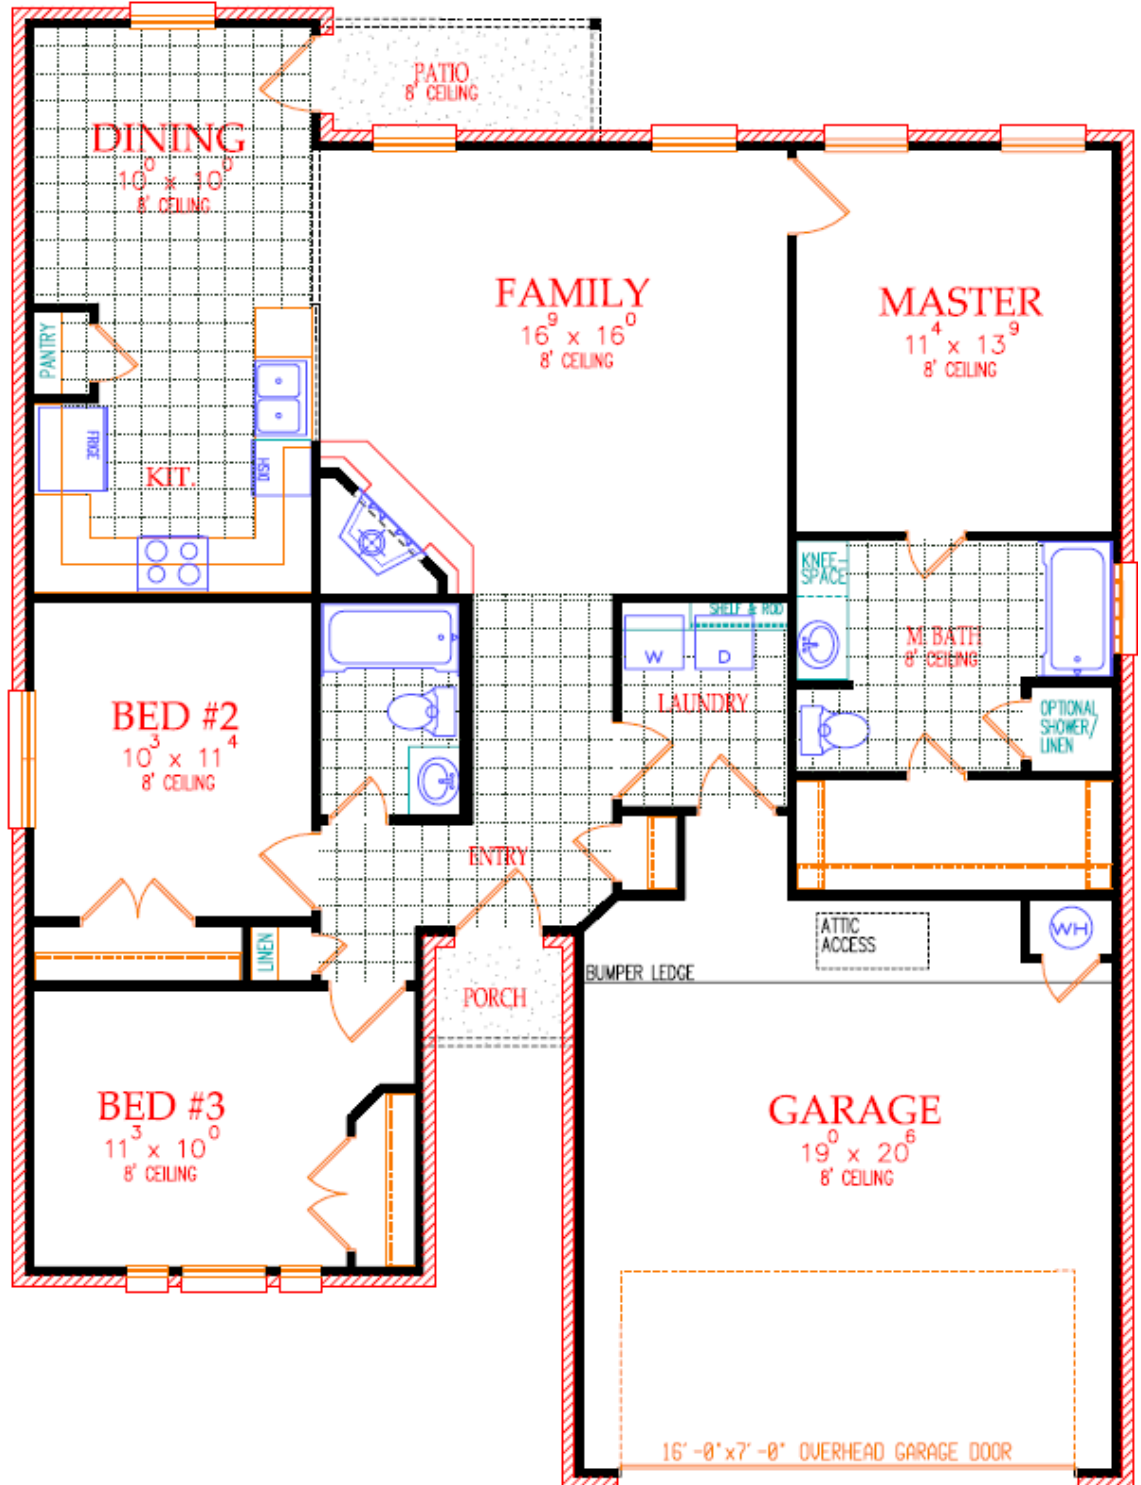 PATIO
8' CEILING
DINING
10⁰ x 10⁰
8' CEILING
FAMILY
16⁹ x 16⁰
8' CEILING
MASTER
11⁴ x 13⁹
8' CEILING
PANTRY
FRIGE
DISH
KIT.
KNEE-
SPACE
SHELF & ROD
W
D
M. BATH
8' CEILING
LAUNDRY
OPTIONAL
SHOWER/
LINEN
BED #2
10³ x 11⁴
8' CEILING
ENTRY
LINEN
ATTIC
ACCESS
WH
BUMPER LEDGE
PORCH
BED #3
11³ x 10⁰
8' CEILING
GARAGE
19⁰ x 20⁶
8' CEILING
16'-0"x7'-0" OVERHEAD GARAGE DOOR